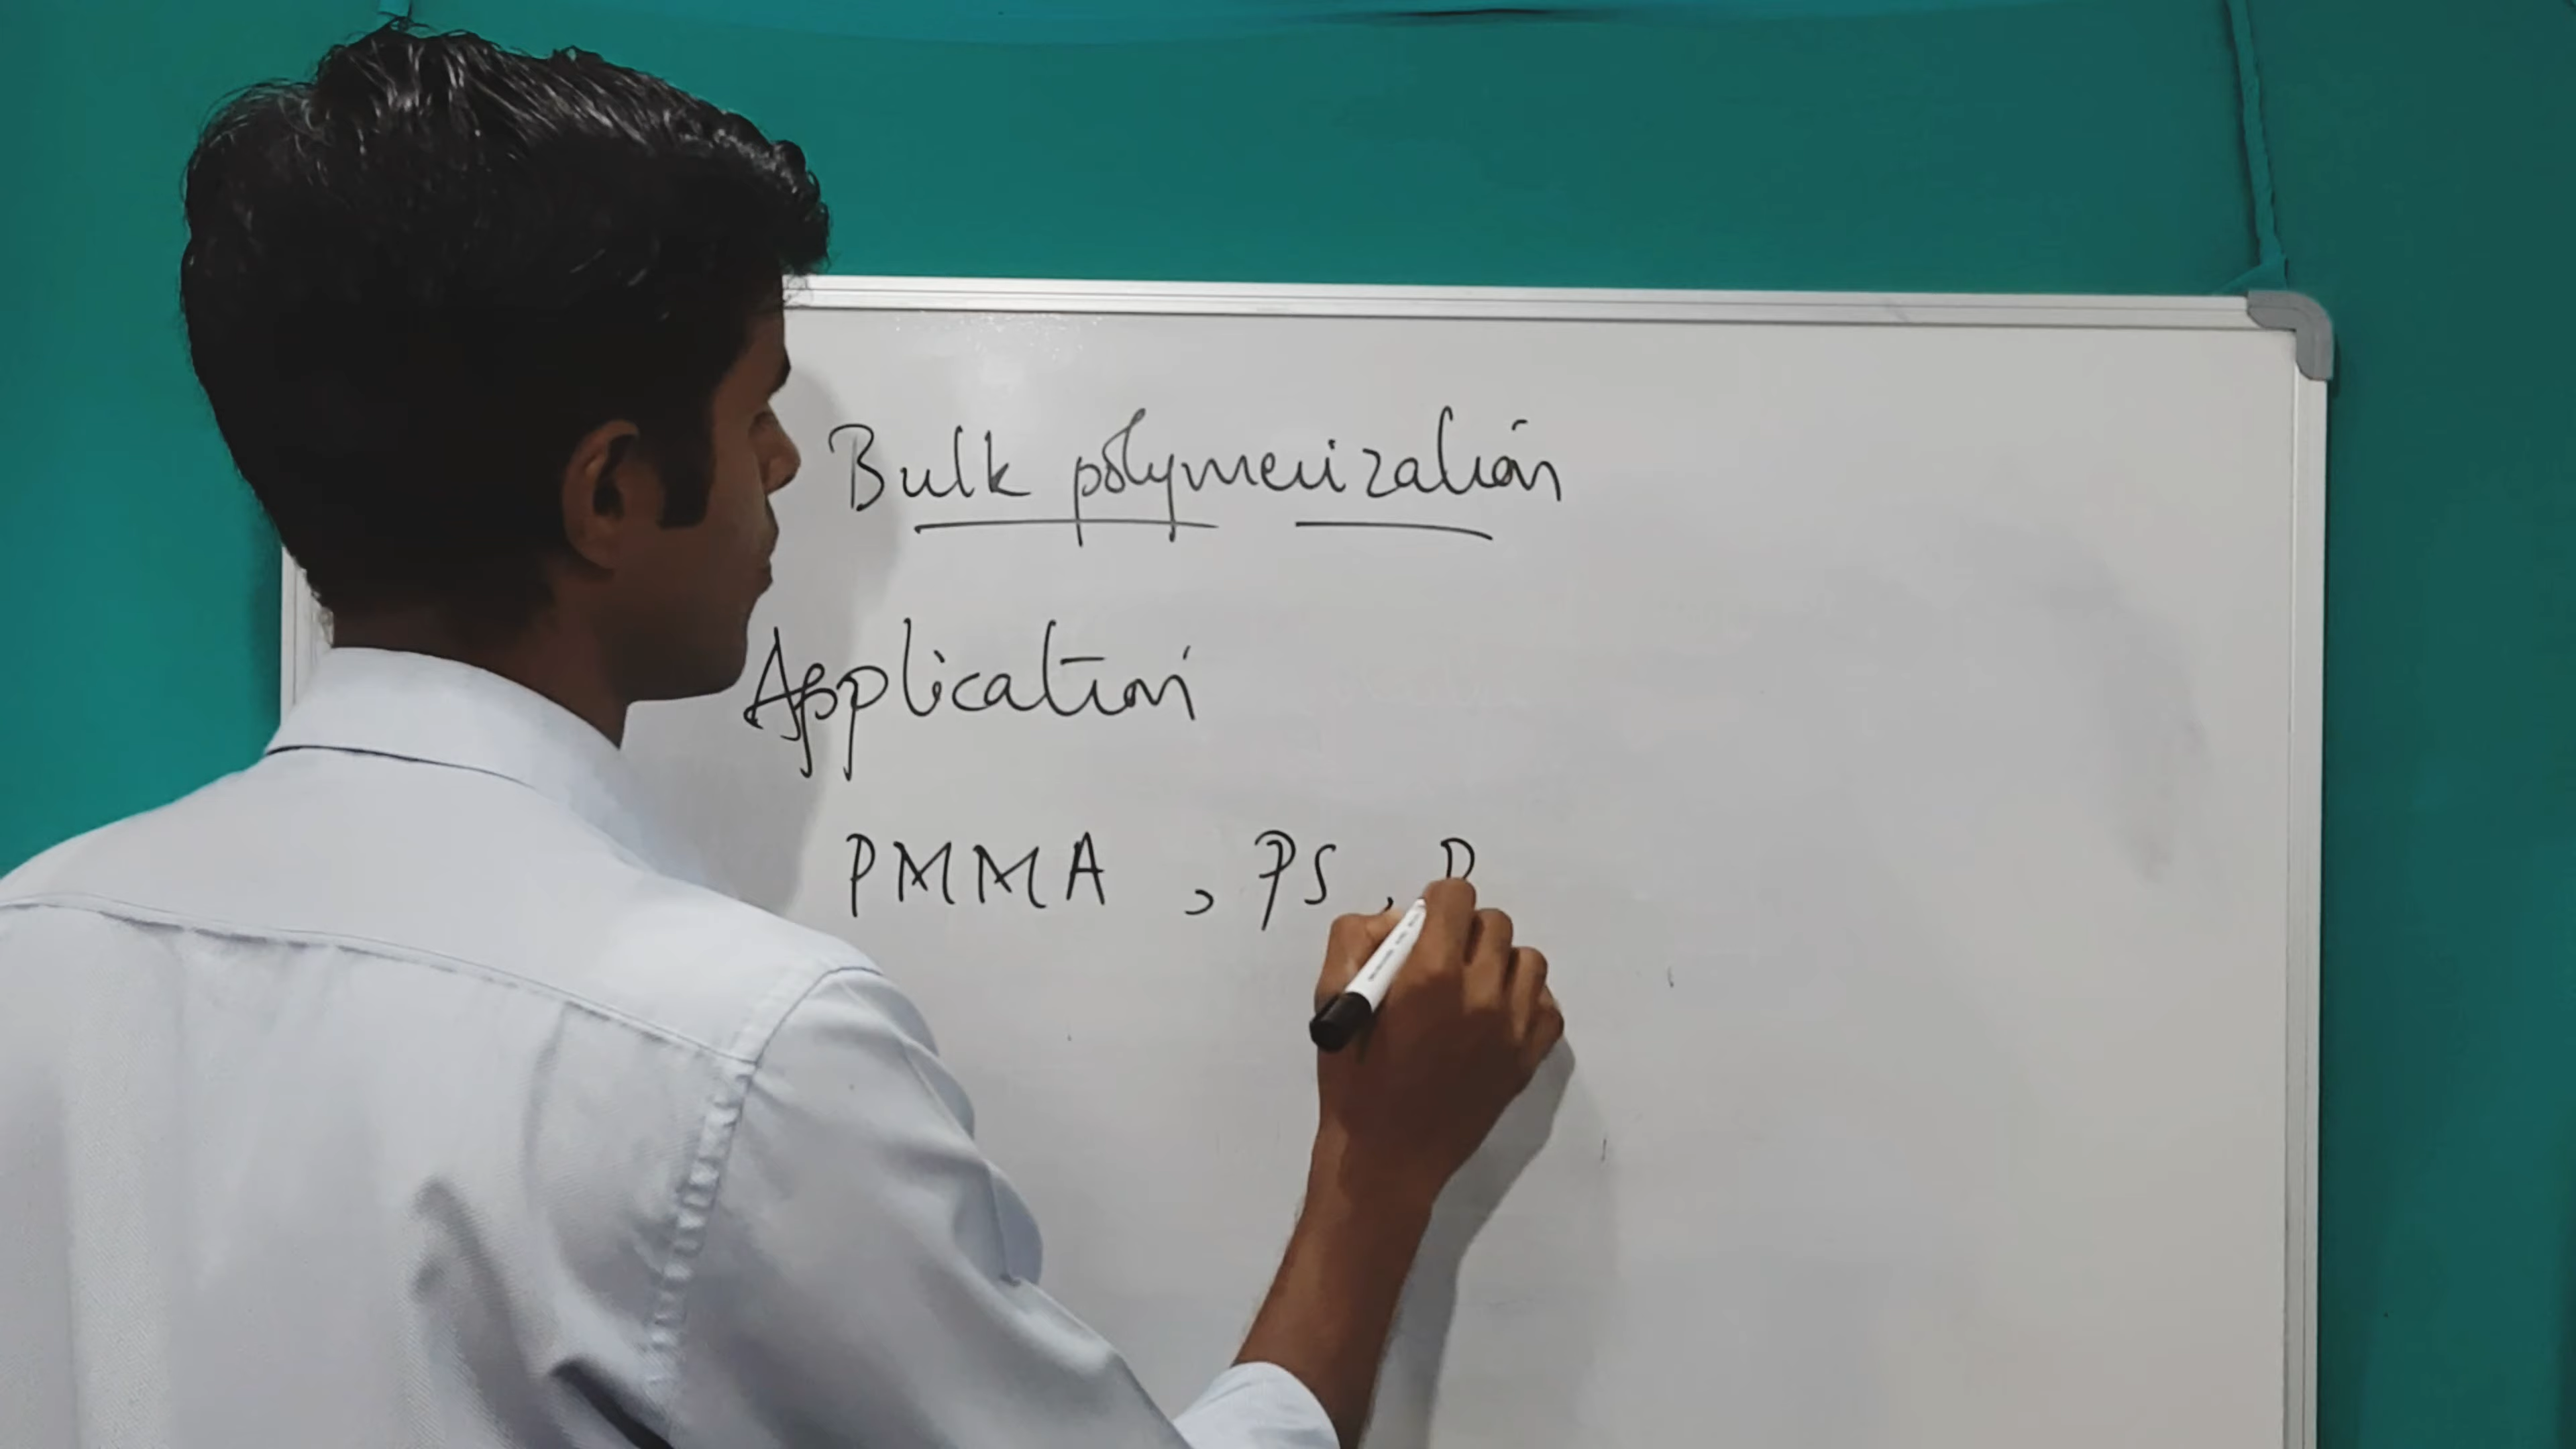 Bulk polymerization
Application
PMMA , PS , P